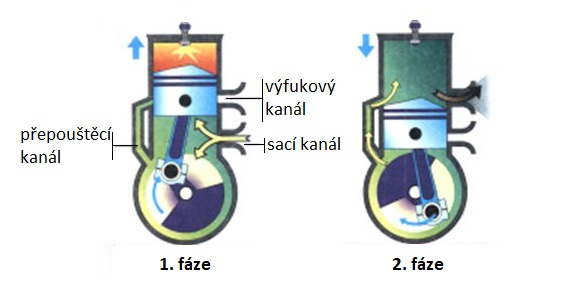 výfukový
kanál
přepouštěcí
kanál
sací kanál
1. fáze
2. fáze